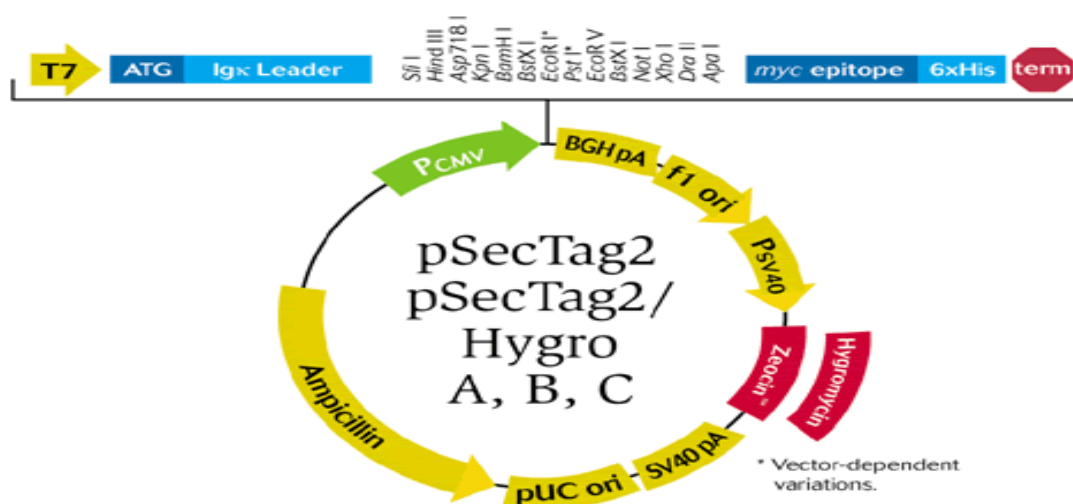 T7
ATG
Igκ Leader
Sfi I
Hind III
Asp718 I
Kpn I
BamH I
BstX I
EcoR I*
Pst I*
EcoR V
BstX I
Not I
Xho I
Dra II
Apa I
myc epitope
6xHis
term
PCMV
BGH pA
f1 ori
PSV40
Zeocin™
Hygromycin
SV40 pA
pUC ori
Ampicillin
pSecTag2
pSecTag2/
Hygro
A, B, C
* Vector-dependent
variations.